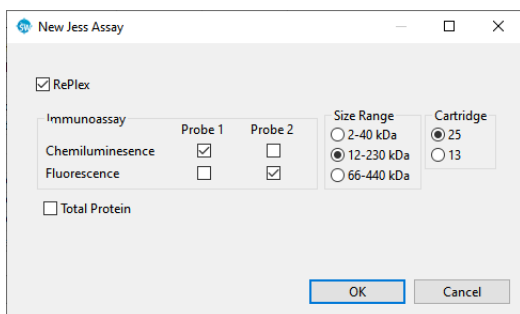 New Jess Assay
RePlex
Immunoassay
Probe 1 Probe 2
Chemiluminesence
Fluorescence
Size Range
2-40 kDa
12-230 kDa
66-440 kDa
Cartridge
25
13
Total Protein
OK Cancel